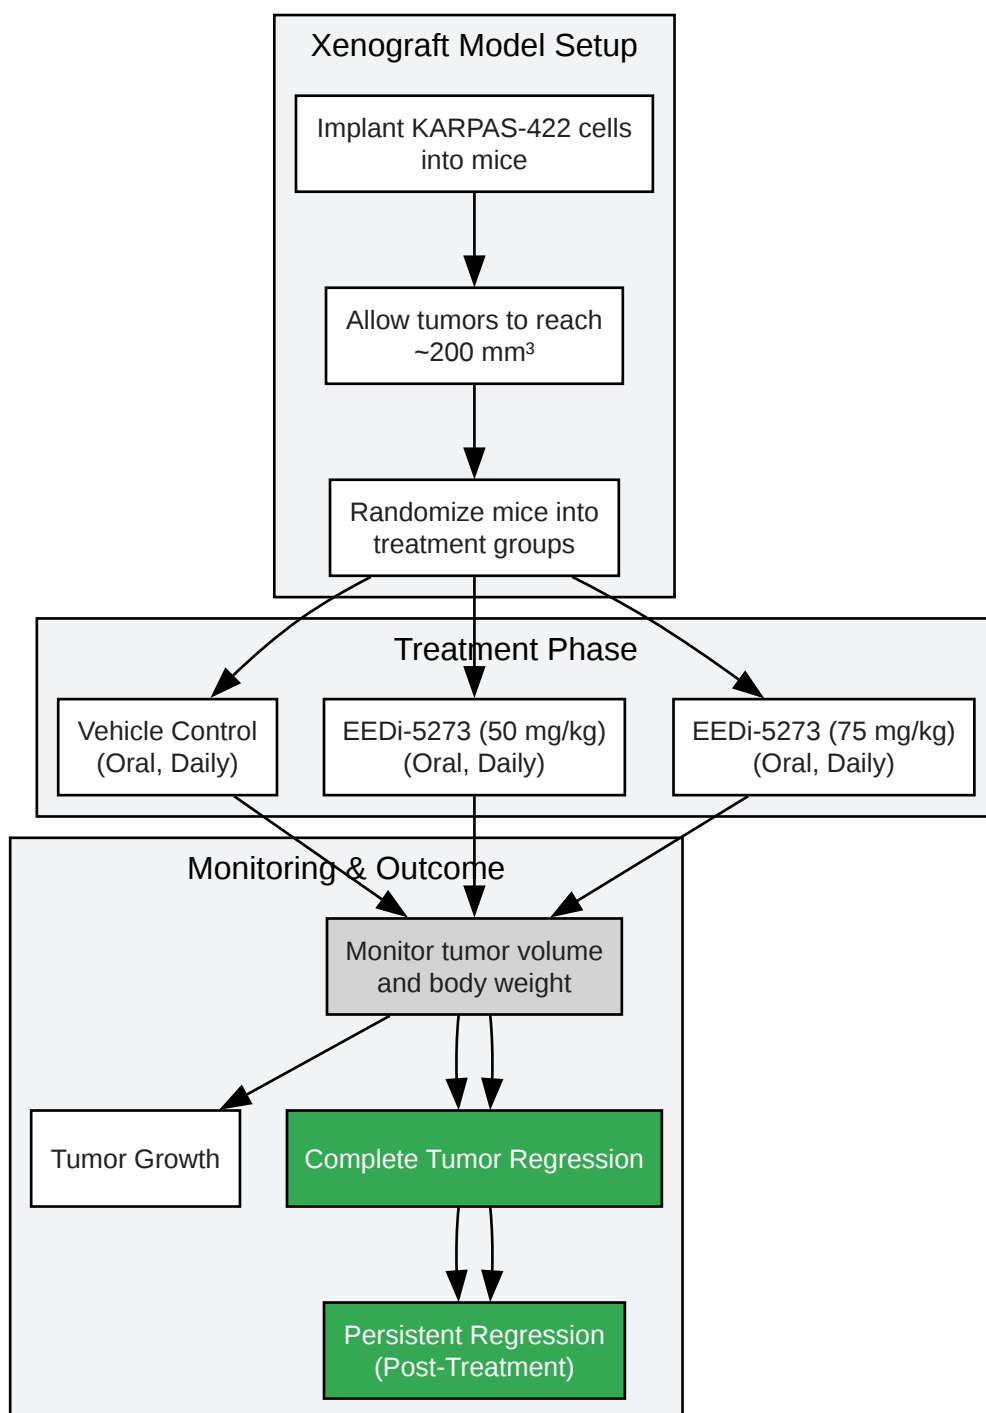 Xenograft Model Setup
Implant KARPAS-422 cells
into mice
Allow tumors to reach
~200 mm³
Randomize mice into
treatment groups
Treatment Phase
Vehicle Control
(Oral, Daily)
EEDi-5273 (50 mg/kg)
(Oral, Daily)
EEDi-5273 (75 mg/kg)
(Oral, Daily)
Monitoring & Outcome
Monitor tumor volume
and body weight
Tumor Growth
Complete Tumor Regression
Persistent Regression
(Post-Treatment)